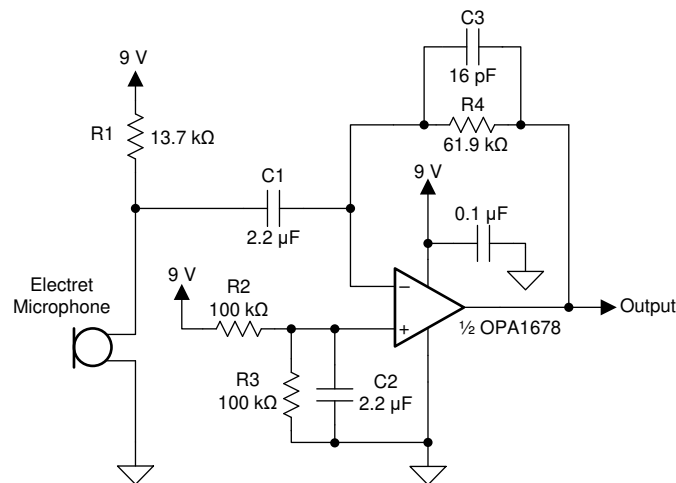 C3
16 pF
R4
61.9 kΩ
9 V
R1
13.7 kΩ
C1
2.2 µF
9 V
0.1 µF
Electret
Microphone
9 V
R2
100 kΩ
−
+
½ OPA1678
Output
R3
100 kΩ
C2
2.2 µF